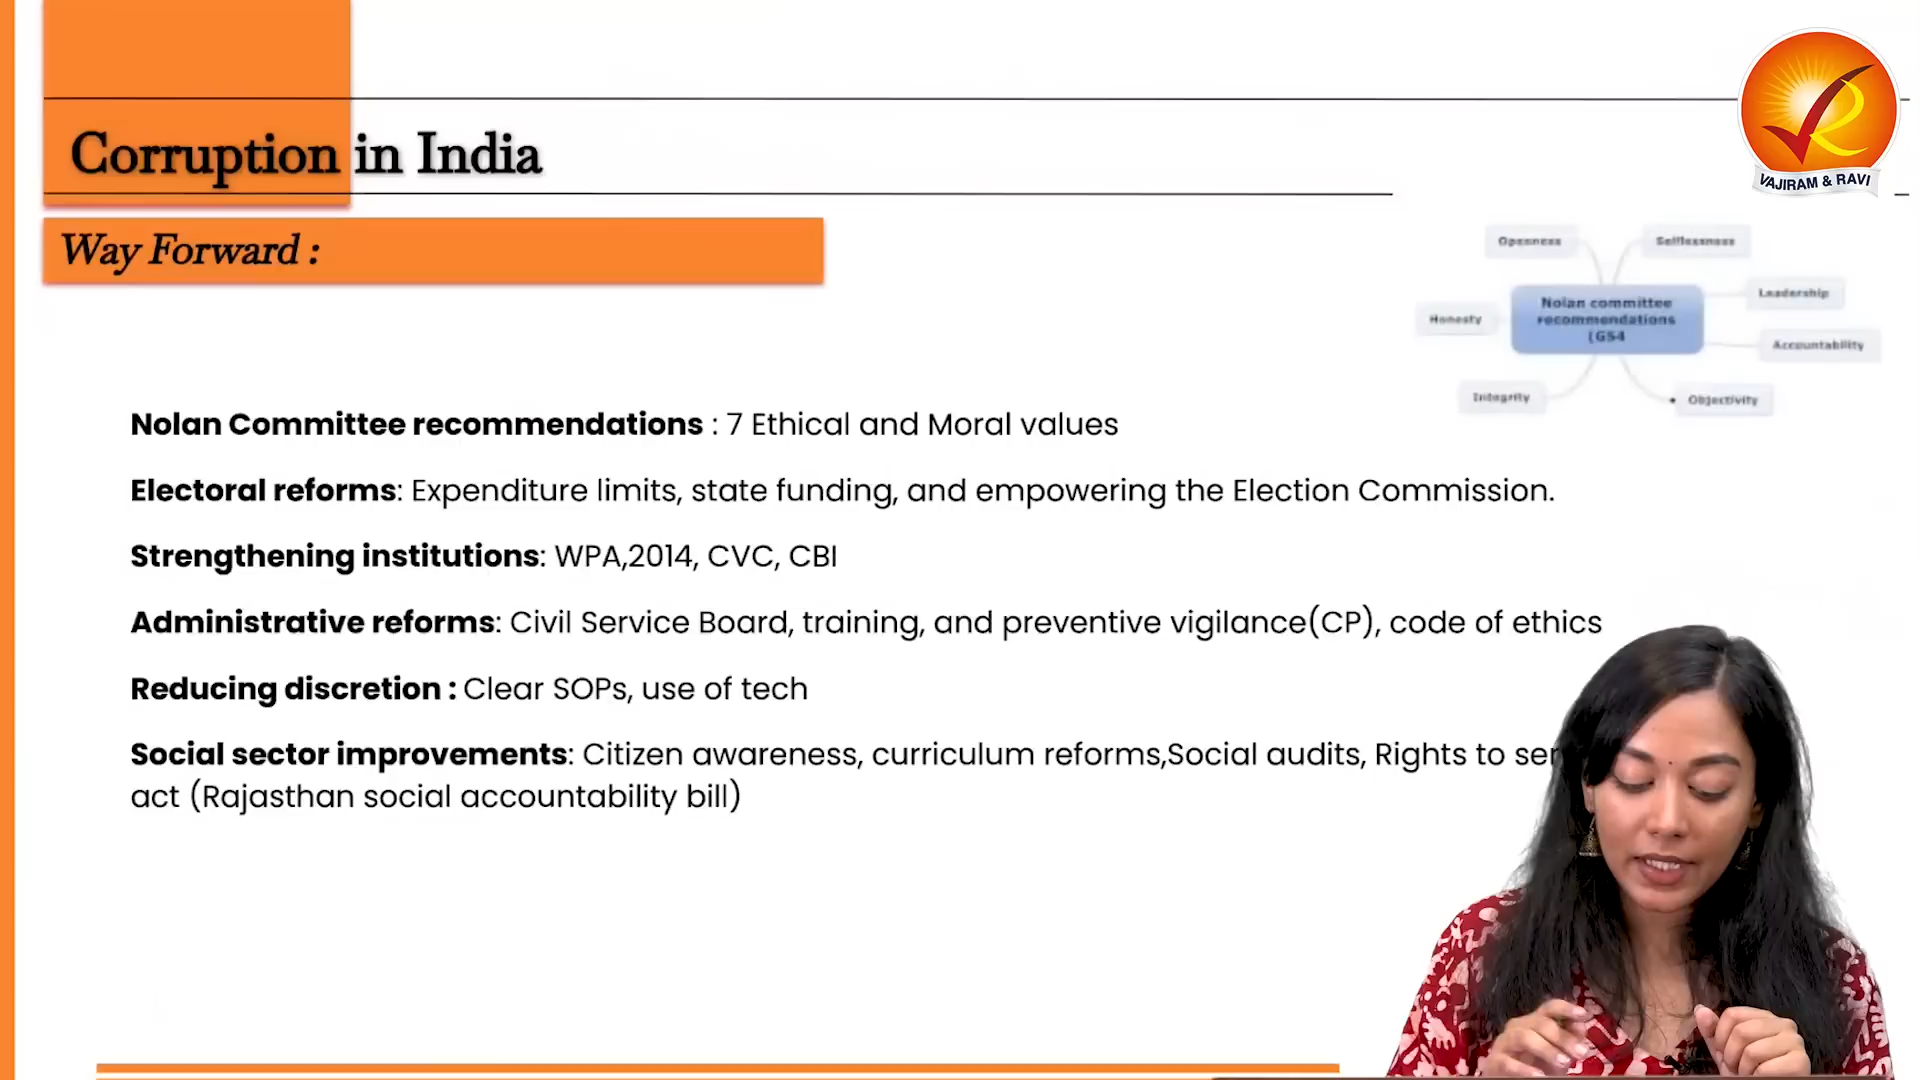 Corruption in India
VAJIRAM & RAVI
Way Forward :
Openness
Selflessness
Leadership
Nolan committee
recommendations
(GS4
Honesty
Accountability
Integrity
Objectivity
Nolan Committee recommendations : 7 Ethical and Moral values
Electoral reforms: Expenditure limits, state funding, and empowering the Election Commission.
Strengthening institutions: WPA,2014, CVC, CBI
Administrative reforms: Civil Service Board, training, and preventive vigilance(CP), code of ethics
Reducing discretion : Clear SOPs, use of tech
Social sector improvements: Citizen awareness, curriculum reforms,Social audits, Rights to
act (Rajasthan social accountability bill)